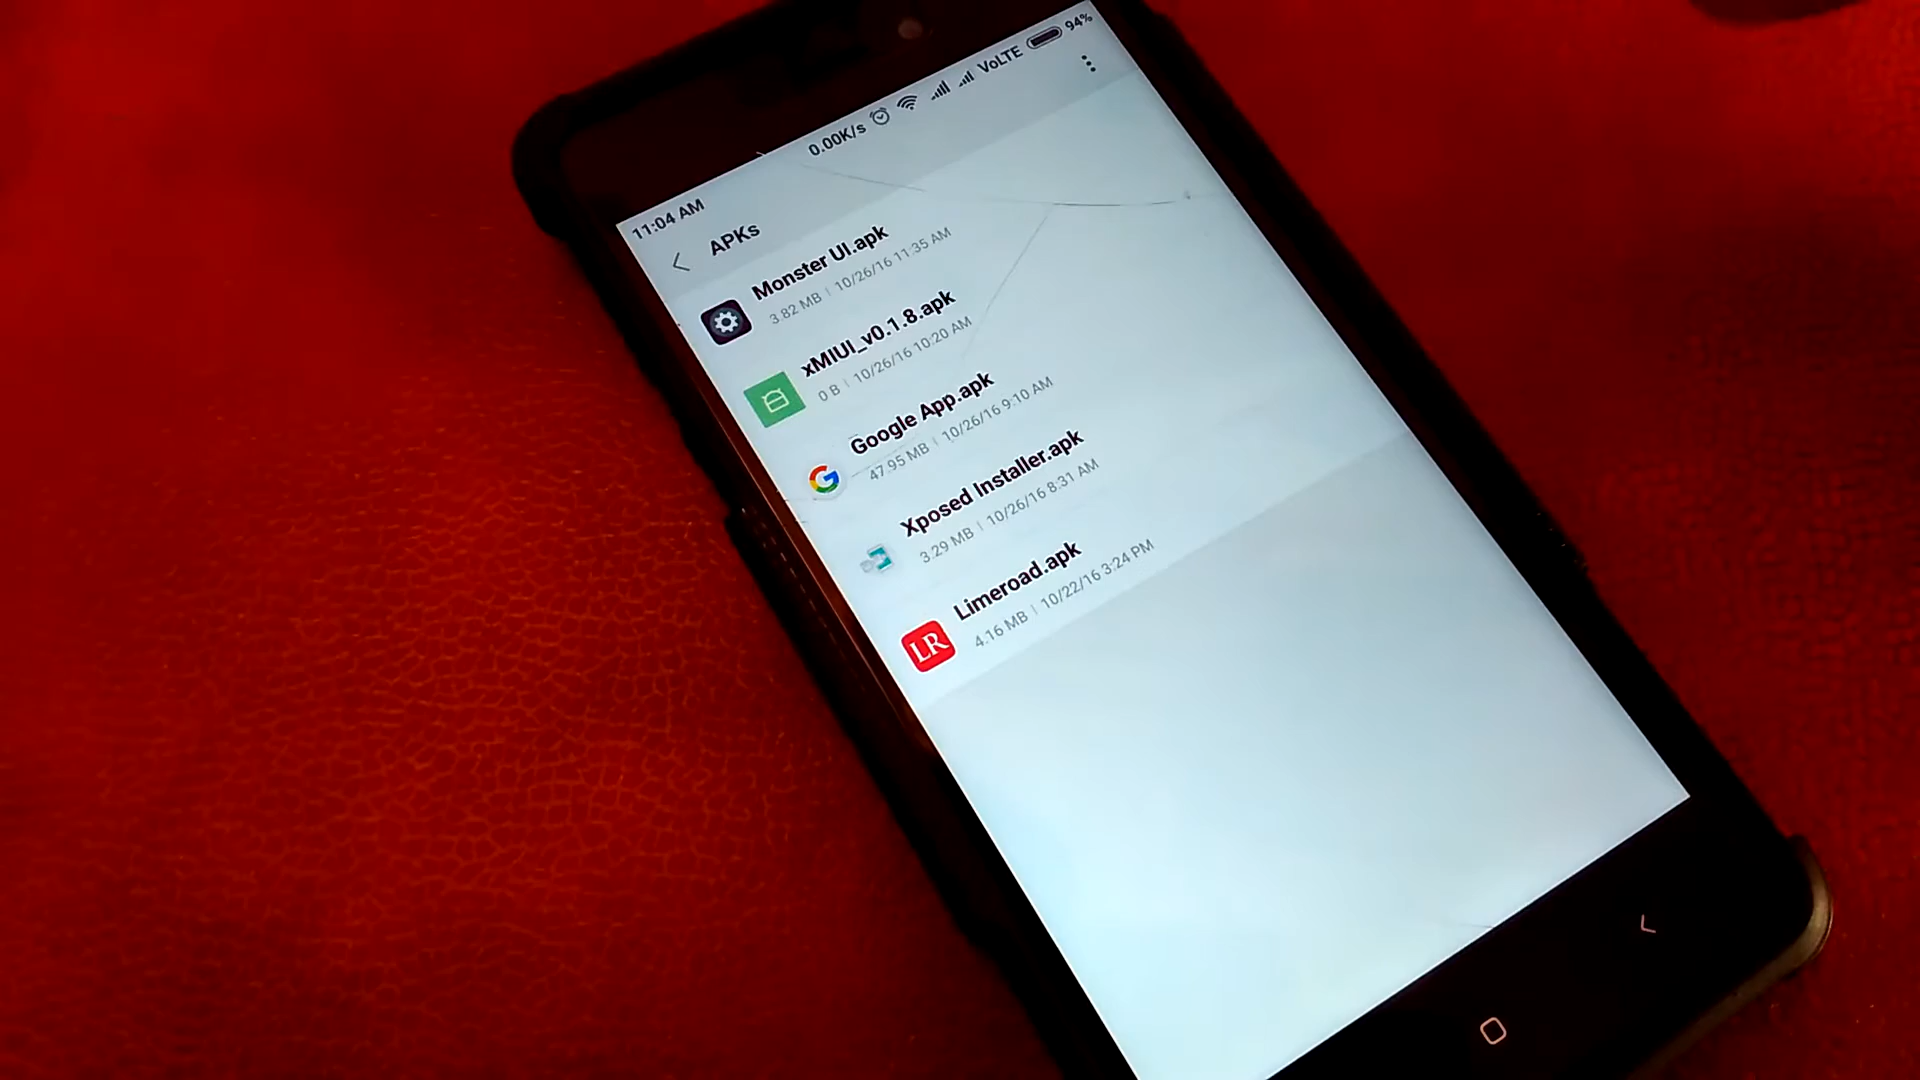 11:04 AM 0.00K/s VoLTE 94%
APKs
Monster UI.apk
3.82 MB | 10/26/16 11:35 AM
xMIUI_v0.1.8.apk
0 B | 10/26/16 10:20 AM
Google App.apk
47.95 MB | 10/26/16 9:10 AM
Xposed Installer.apk
3.29 MB | 10/26/16 8:31 AM
Limeroad.apk
4.16 MB | 10/22/16 3:24 PM
LR